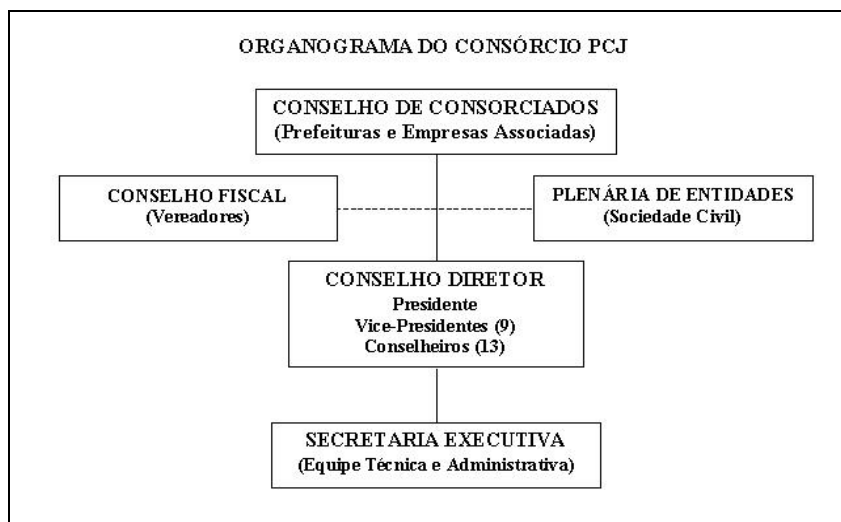 ORGANOGRAMA DO CONSÓRCIO PCJ
CONSELHO DE CONSORCIADOS
(Prefeituras e Empresas Associadas)
CONSELHO FISCAL
(Vereadores)
PLENÁRIA DE ENTIDADES
(Sociedade Civil)
CONSELHO DIRETOR
Presidente
Vice-Presidentes (9)
Conselheiros (13)
SECRETARIA EXECUTIVA
(Equipe Técnica e Administrativa)